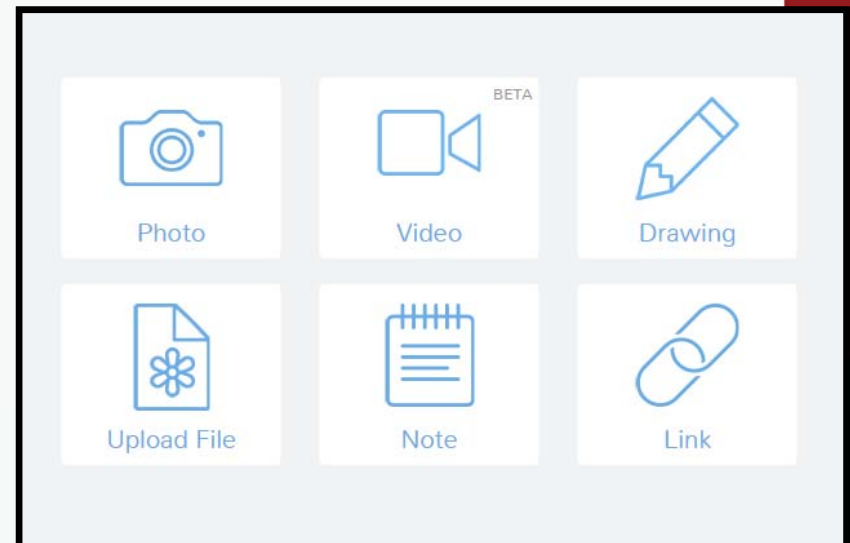 BETA
Photo
Video
Drawing
Upload File
Note
Link